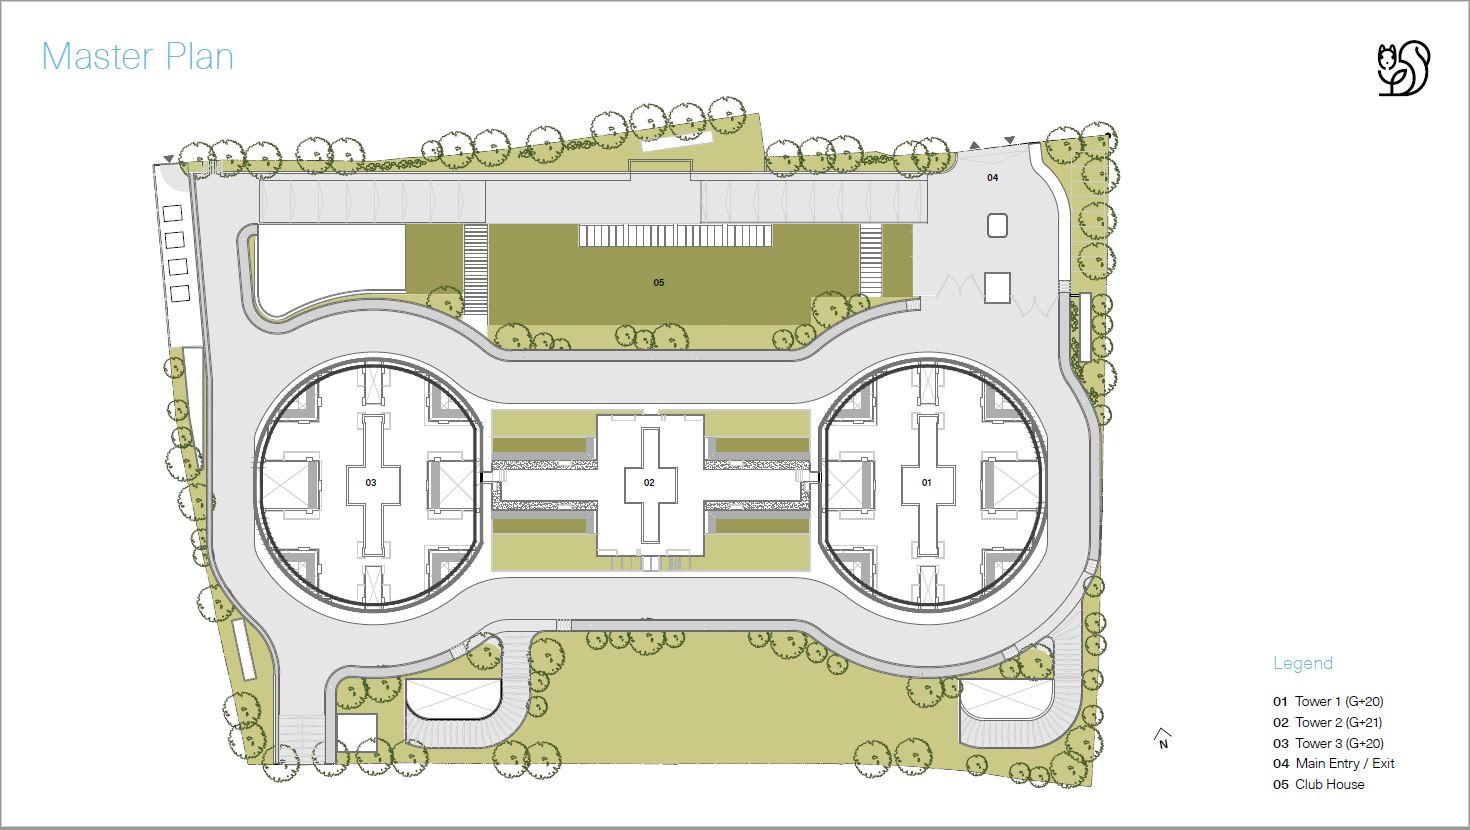 Master Plan
04
05
03
02
01
Legend
01 Tower 1 (G+20)
02 Tower 2 (G+21)
03 Tower 3 (G+20)
04 Main Entry / Exit
05 Club House
N